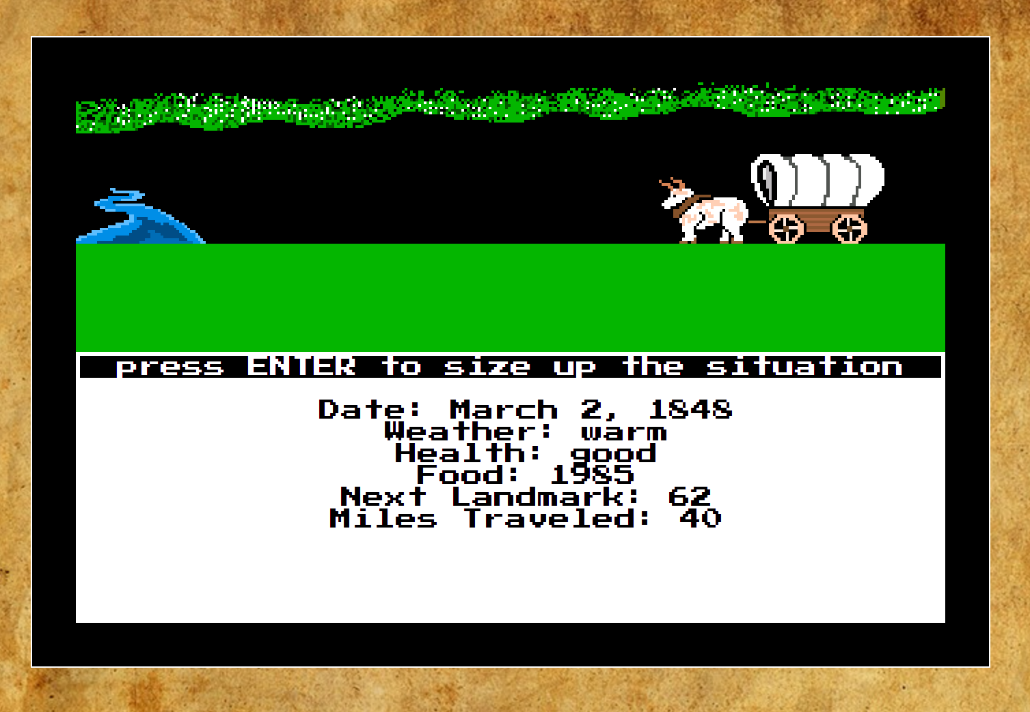 press ENTER to size up the situation
Date: March 2, 1848
Weather: warm
Health: good
Food: 1985
Next Landmark: 62
Miles Traveled: 40